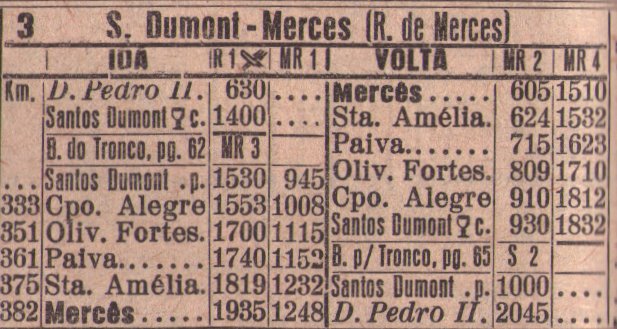 3 S. Dumont - Merces (R. de Merces)
IDA R 1 MR 1 VOLTA MR 2 MR 4
Km. D. Pedro II. 630 .... Mercês ..... 605 1510
Santos Dumont c. 1400 .... Sta. Amélia. 624 1532
B. do Tronco, pg. 62 MR 3 Paiva....... 715 1623
... Santos Dumont .p. 1530 945 Oliv. Fortes. 809 1710
333 Cpo. Alegre 1553 1008 Cpo. Alegre 910 1812
351 Oliv. Fortes. 1700 1115 Santos Dumont c. 930 1832
361 Paiva....... 1740 1152 B. p/ Tronco, pg. 65 S 2
375 Sta. Amélia. 1819 1232 Santos Dumont .p. 1000 ....
382 Mercês ..... 1935 1248 D. Pedro II. 2045 ....